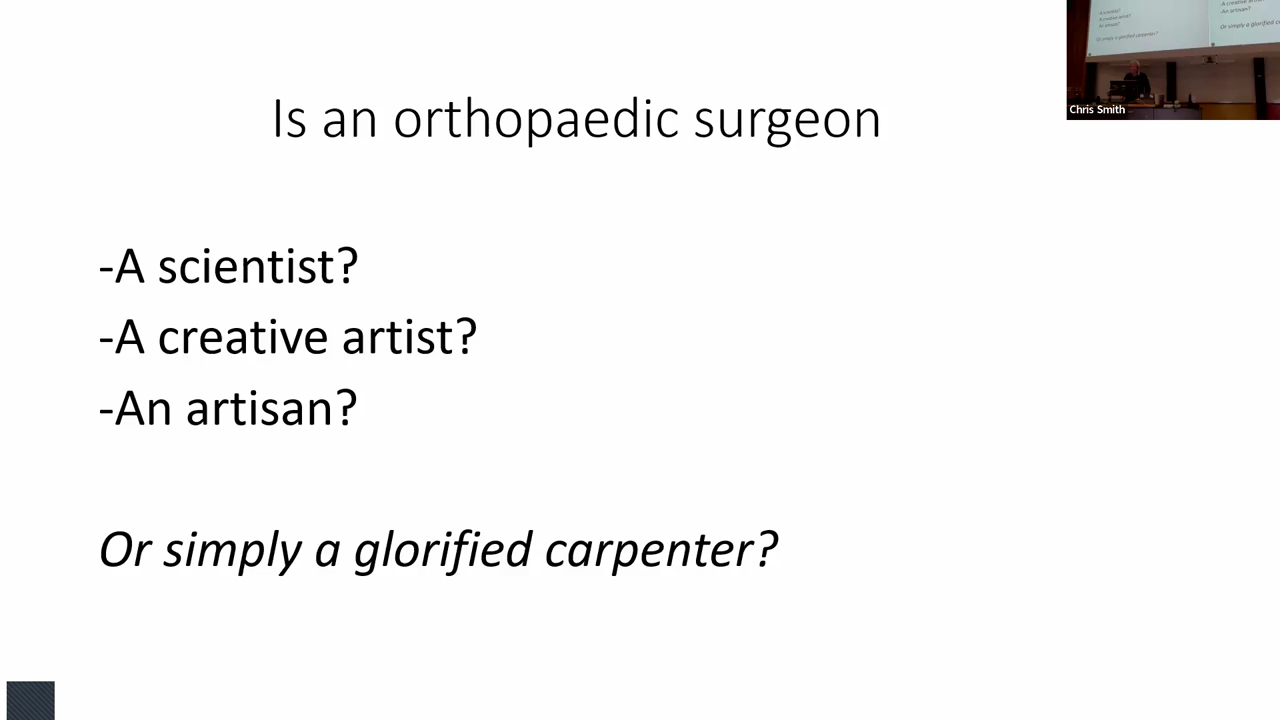 Is an orthopaedic surgeon
-A scientist?
-A creative artist?
-An artisan?
Or simply a glorified carpenter?
Chris Smith